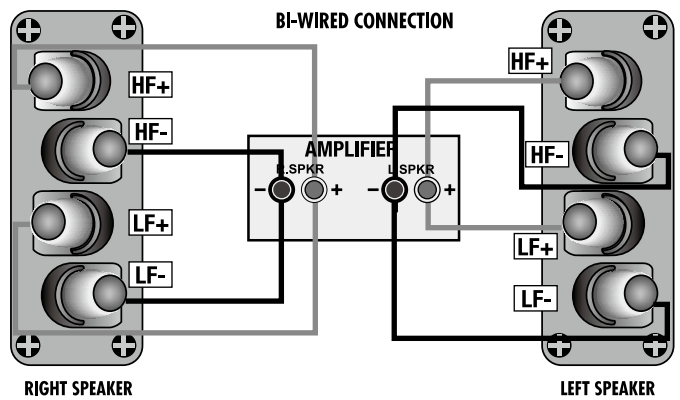 BI-WIRED CONNECTION
HF+
HF-
LF+
LF-
AMPLIFIER
R.SPKR
L.SPKR
- +
- +
HF+
HF-
LF+
LF-
RIGHT SPEAKER
LEFT SPEAKER